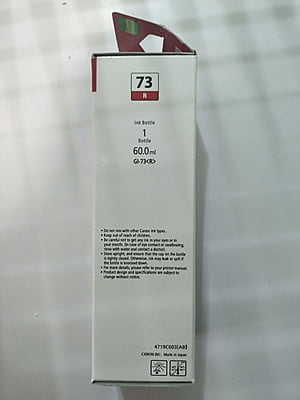 73
R
Ink Bottle
1
Bottle
60.0ml
GI-73<R>
• Do not mix with other Canon ink types.
• Keep out of reach of children.
• Be careful not to get any ink in your eyes or in
your mouth. (In case of eye contact or swallowing,
rinse with water and contact a doctor).
• Store upright, and ensure that the cap on the bottle
is tightly closed. Otherwise, ink may leak or spill if
the bottle is knocked down.
• For more details, please refer to your printer manual.
• Product design and specifications are subject to
change without notice.
4719C003[AB]
CANON INC. Made in Japan